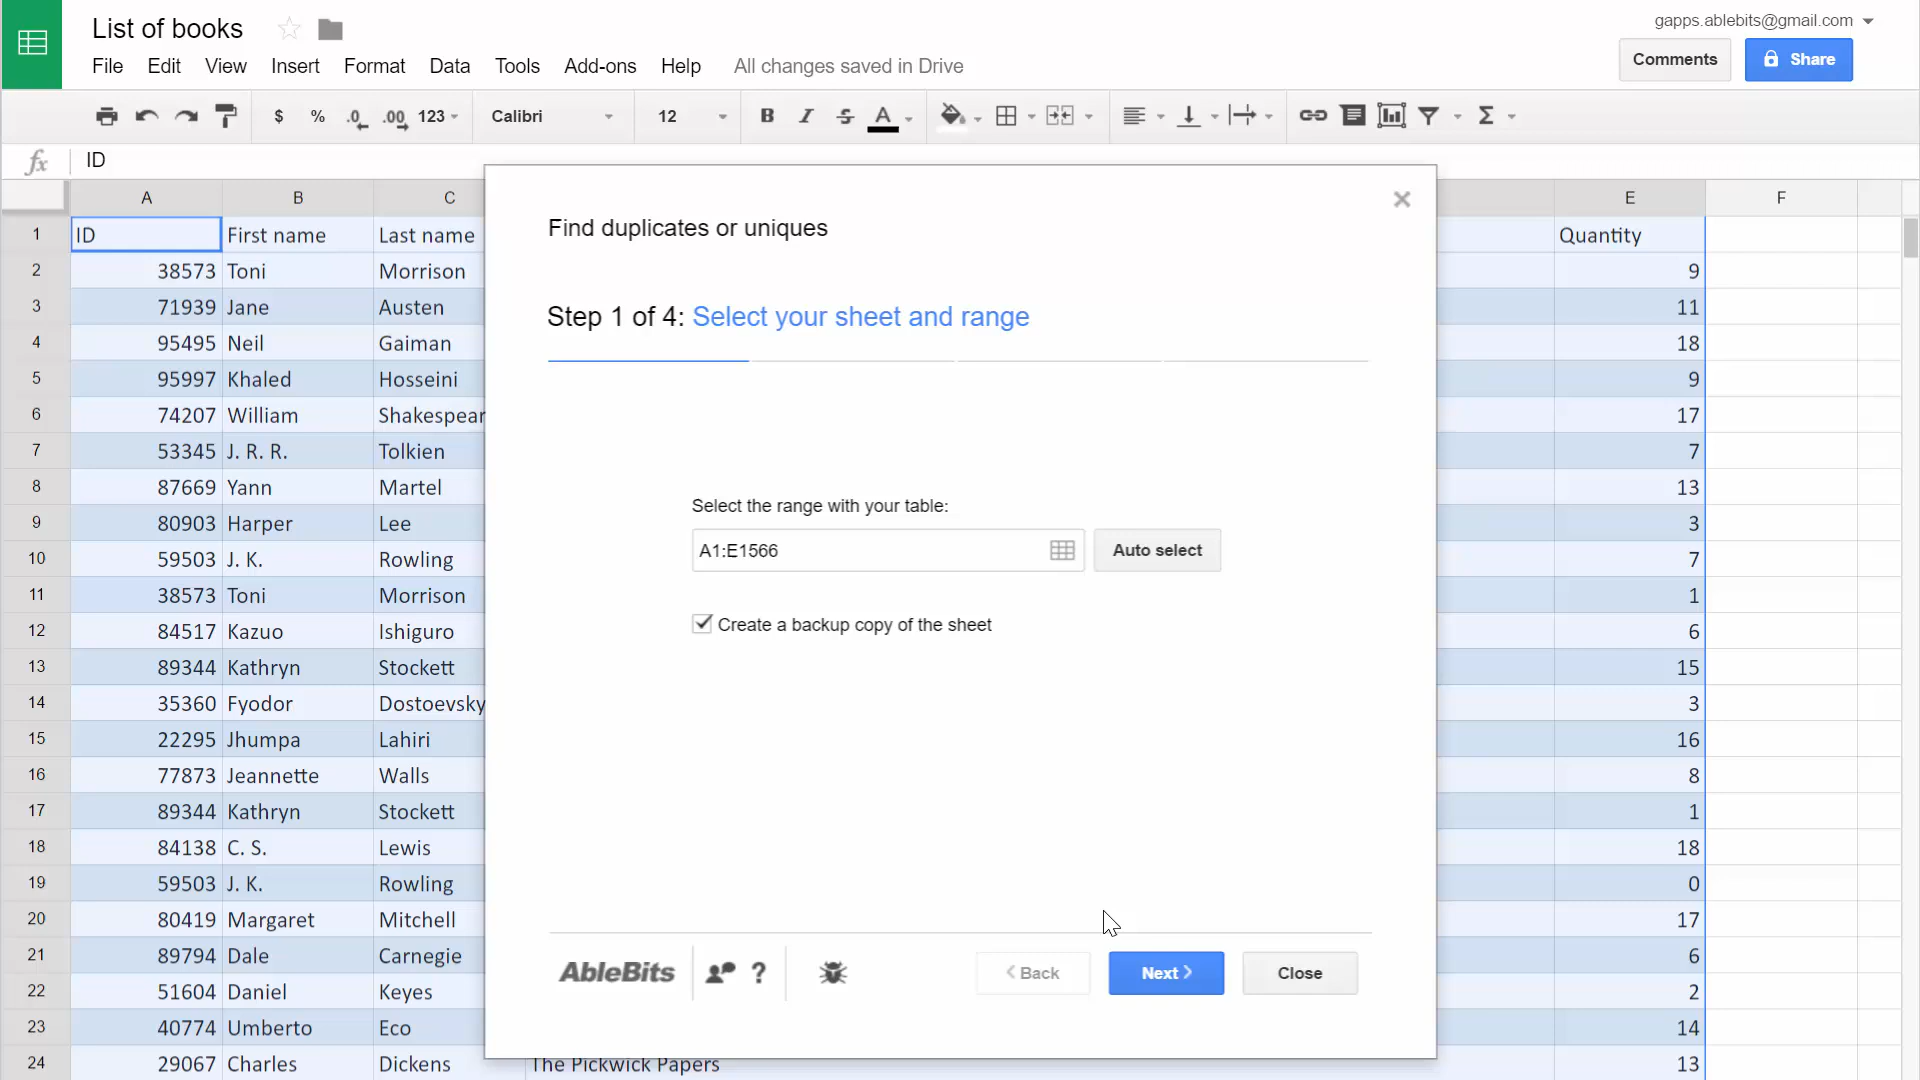 List of books
gapps.ablebits@gmail.com
File Edit View Insert Format Data Tools Add-ons Help All changes saved in Drive
Comments Share
$ % .0 .00 123 Calibri 12 B I S A Σ
fx ID
A B C E F
1 ID First name Last name Quantity
2 38573 Toni Morrison 9
3 71939 Jane Austen 11
4 95495 Neil Gaiman 18
5 95997 Khaled Hosseini 9
6 74207 William Shakespear 17
7 53345 J. R. R. Tolkien 7
8 87669 Yann Martel 13
9 80903 Harper Lee 3
10 59503 J. K. Rowling 7
11 38573 Toni Morrison 1
12 84517 Kazuo Ishiguro 6
13 89344 Kathryn Stockett 15
14 35360 Fyodor Dostoevsky 3
15 22295 Jhumpa Lahiri 16
16 77873 Jeannette Walls 8
17 89344 Kathryn Stockett 1
18 84138 C. S. Lewis 18
19 59503 J. K. Rowling 0
20 80419 Margaret Mitchell 17
21 89794 Dale Carnegie 6
22 51604 Daniel Keyes 2
23 40774 Umberto Eco 14
24 29067 Charles Dickens The Pickwick Papers 13
Find duplicates or uniques
Step 1 of 4: Select your sheet and range
Select the range with your table:
A1:E1566 Auto select
Create a backup copy of the sheet
AbleBits ? Back Next Close